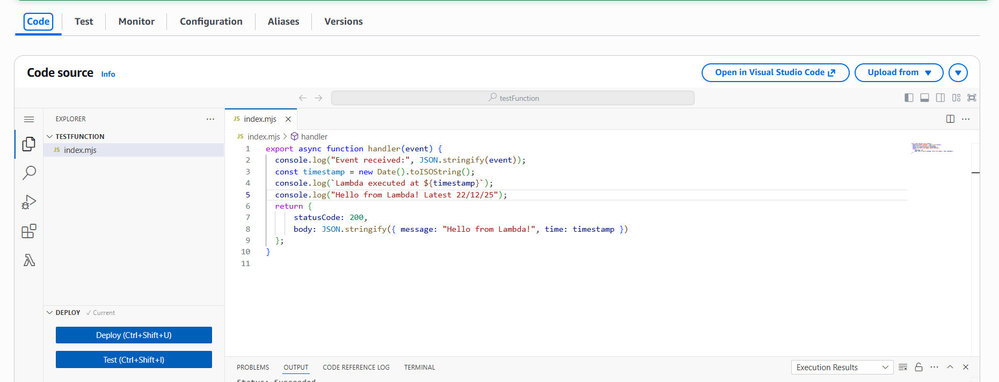 Code Test Monitor Configuration Aliases Versions
Code source Info Open in Visual Studio Code Upload from
testFunction
EXPLORER
TESTFUNCTION
JS index.mjs
DEPLOY ✓ Current
Deploy (Ctrl+Shift+U)
Test (Ctrl+Shift+I)
JS index.mjs
JS index.mjs > handler
1 export async function handler(event) {
2 console.log("Event received:", JSON.stringify(event));
3 const timestamp = new Date().toISOString();
4 console.log(`Lambda executed at ${timestamp}`);
5 console.log("Hello from Lambda! Latest 22/12/25");
6 return {
7 statusCode: 200,
8 body: JSON.stringify({ message: "Hello from Lambda!", time: timestamp })
9 };
10 }
11
PROBLEMS OUTPUT CODE REFERENCE LOG TERMINAL Execution Results
Status: Succeeded